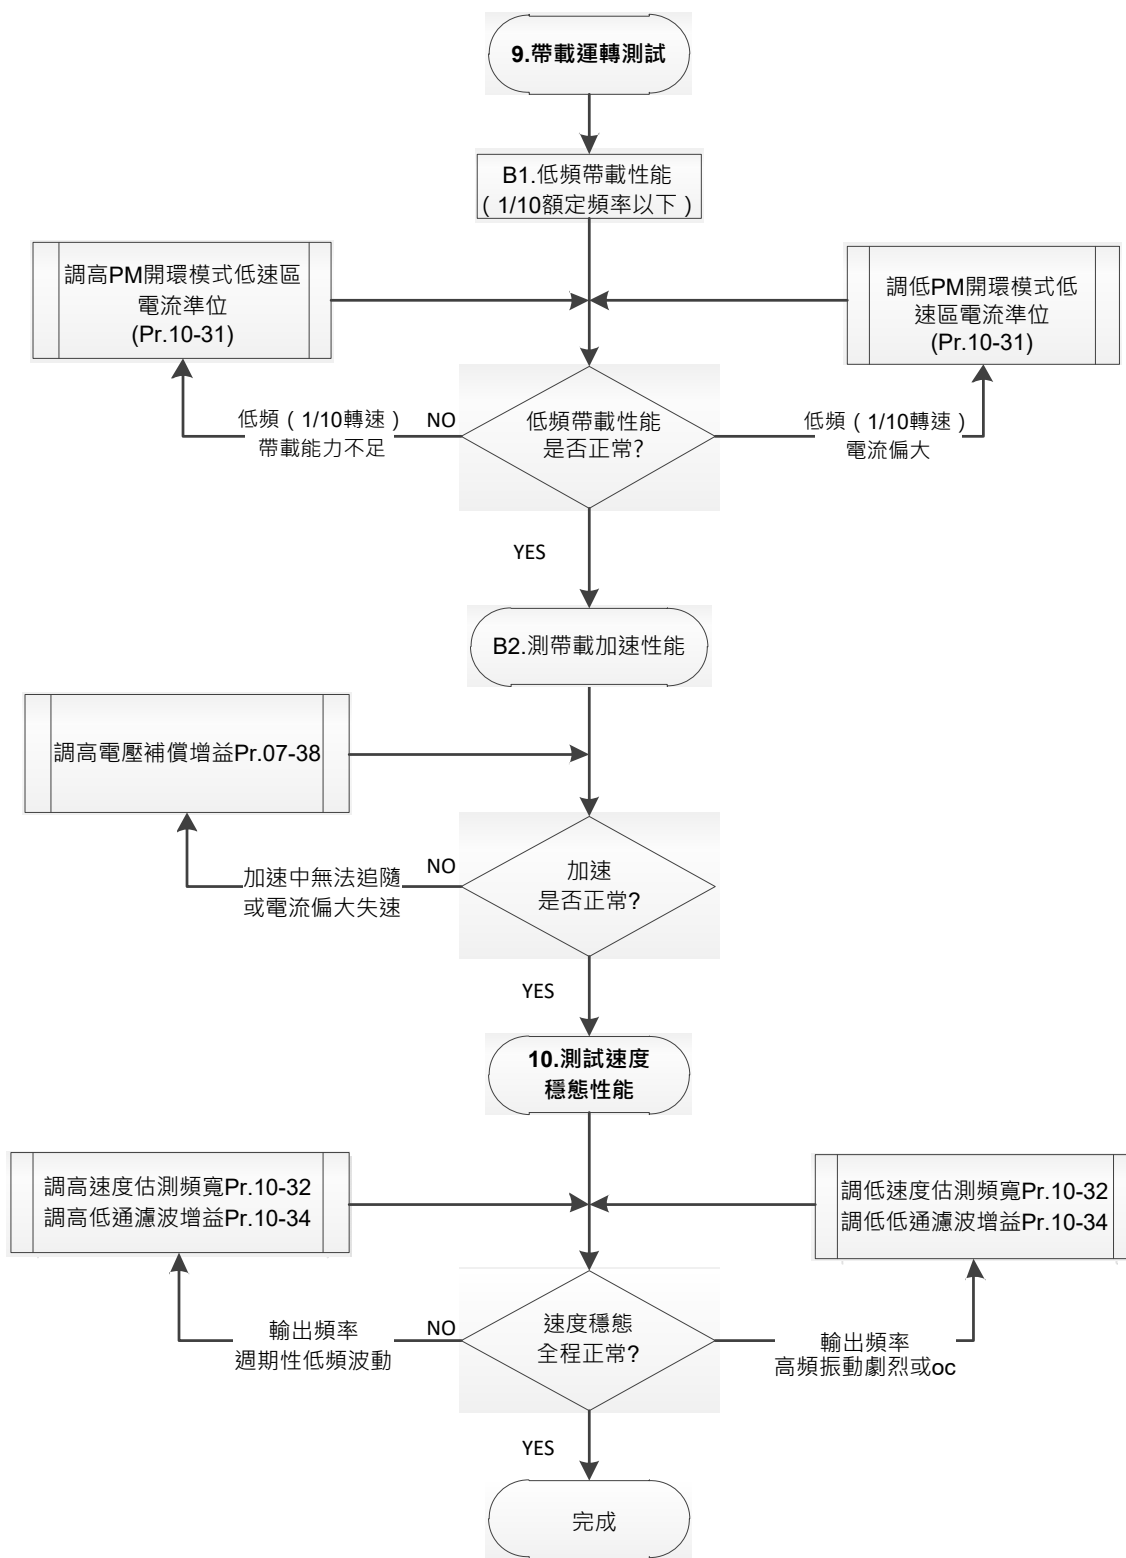 9.帶載運轉測試
B1.低頻帶載性能
（1/10額定頻率以下）
調高PM開環模式低速區
電流準位
(Pr.10-31)
調低PM開環模式低
速區電流準位
(Pr.10-31)
低頻（1/10轉速）
帶載能力不足
NO
低頻帶載性能
是否正常?
低頻（1/10轉速）
電流偏大
YES
B2.測帶載加速性能
調高電壓補償增益Pr.07-38
加速中無法追隨
或電流偏大失速
NO
加速
是否正常?
YES
10.測試速度
穩態性能
調高速度估測頻寬Pr.10-32
調高低通濾波增益Pr.10-34
調低速度估測頻寬Pr.10-32
調低低通濾波增益Pr.10-34
輸出頻率
週期性低頻波動
NO
速度穩態
全程正常?
輸出頻率
高頻振動劇烈或oc
YES
完成